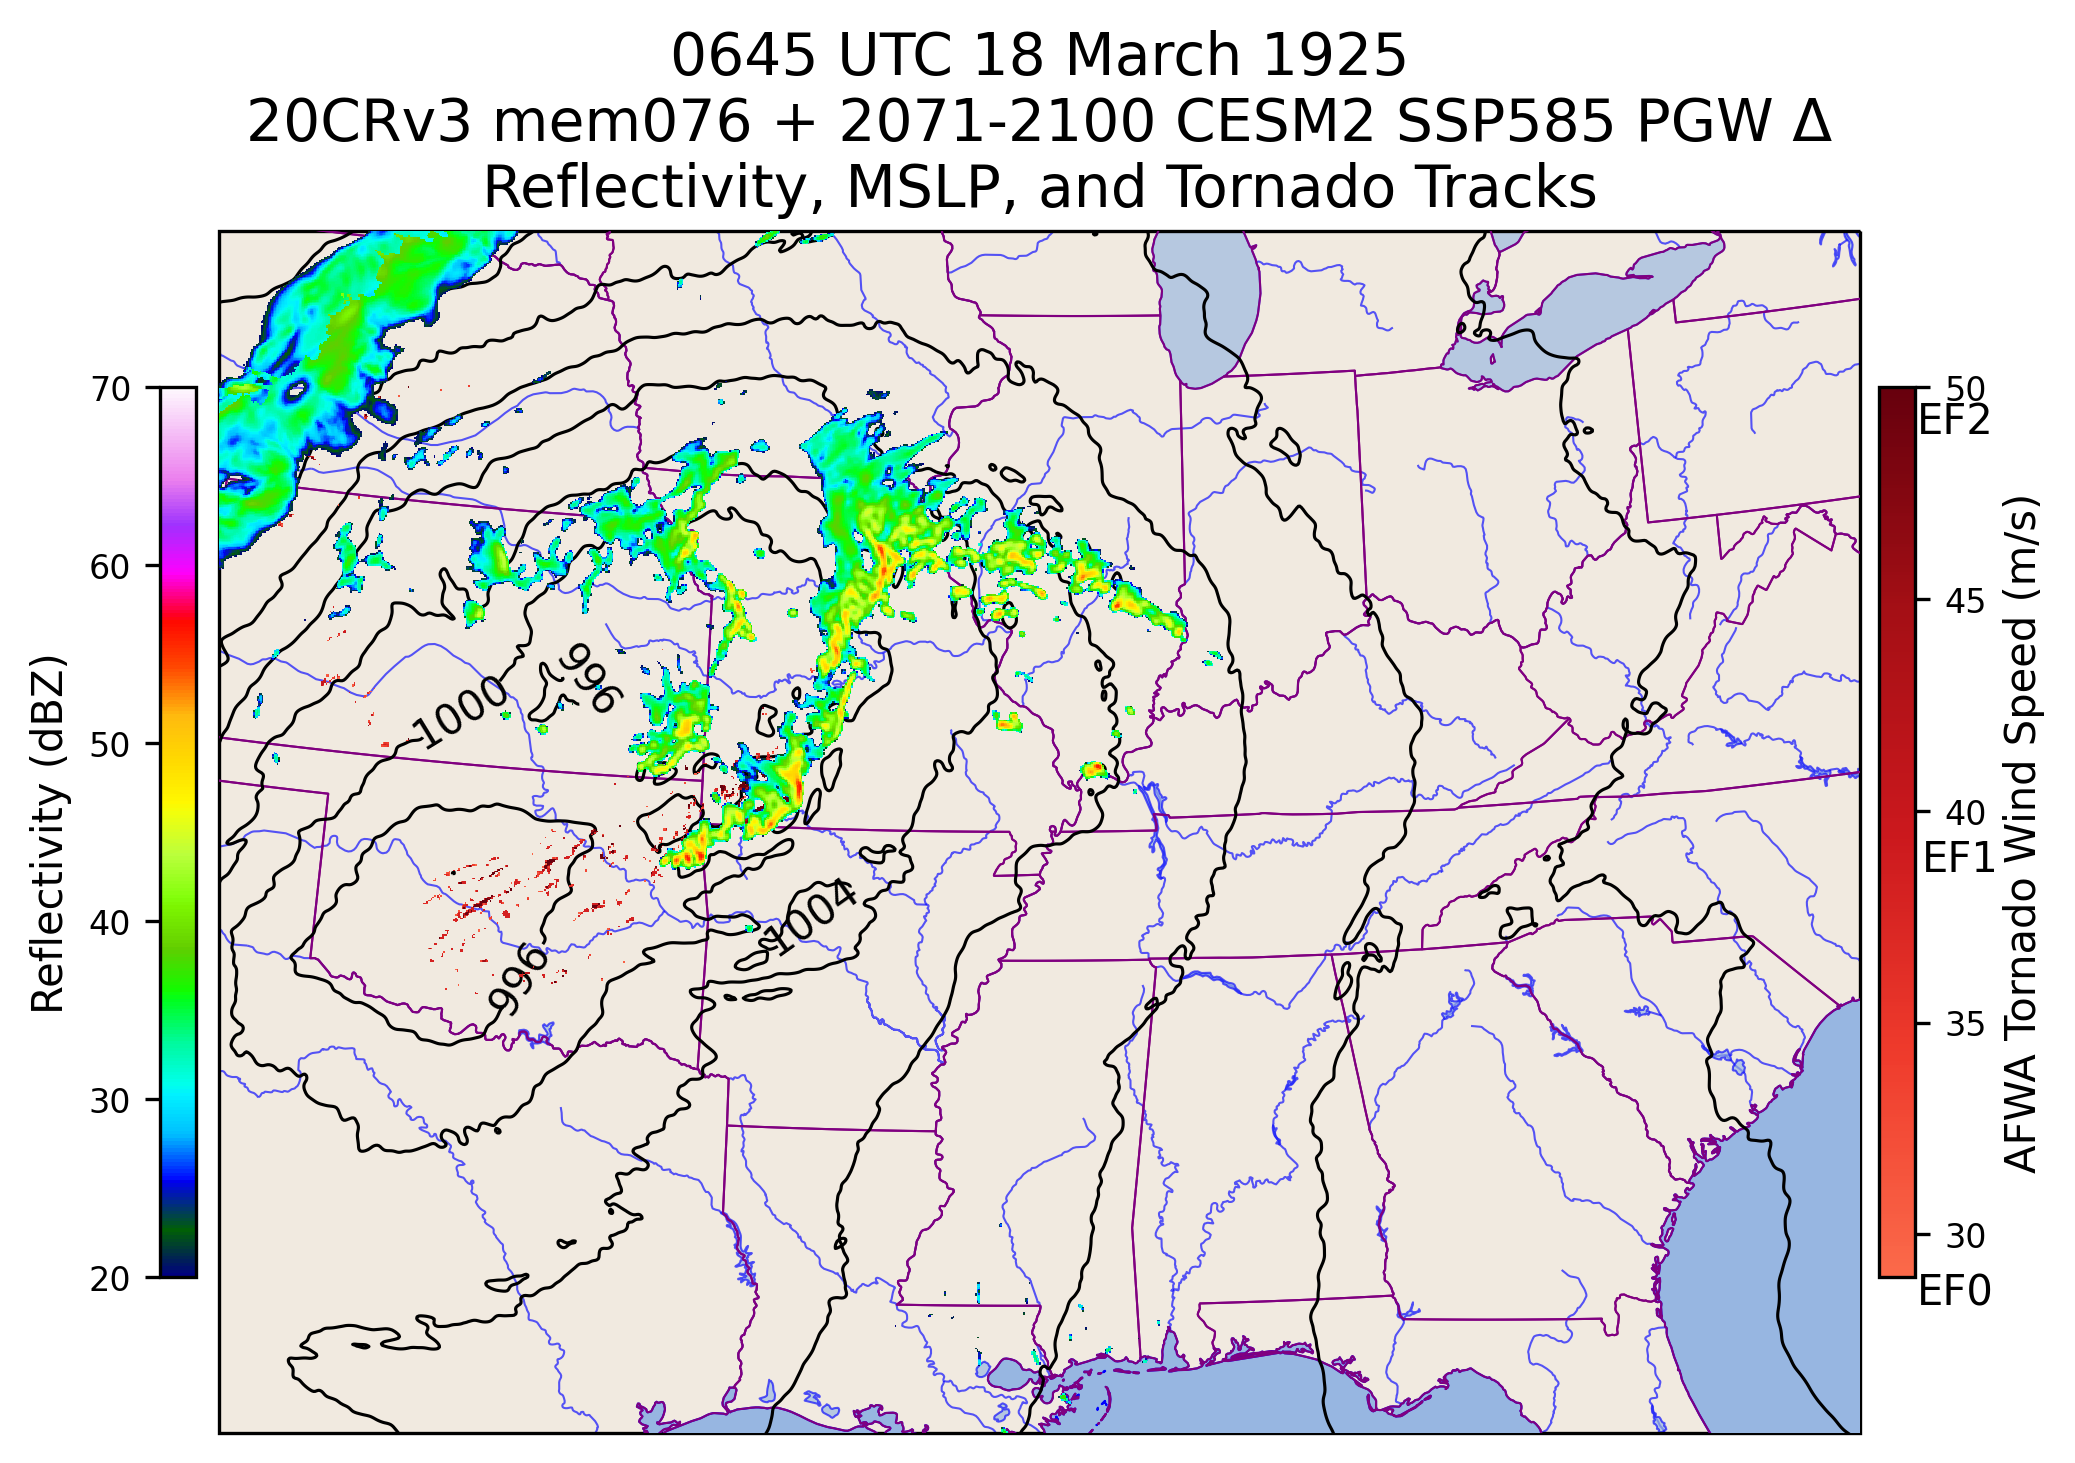 0645 UTC 18 March 1925
20CRv3 mem076 + 2071-2100 CESM2 SSP585 PGW Δ
Reflectivity, MSLP, and Tornado Tracks
Reflectivity (dBZ)
70
60
50
40
30
20
996
1000
1004
996
50
EF2
45
40
EF1
35
30
EF0
AFWA Tornado Wind Speed (m/s)